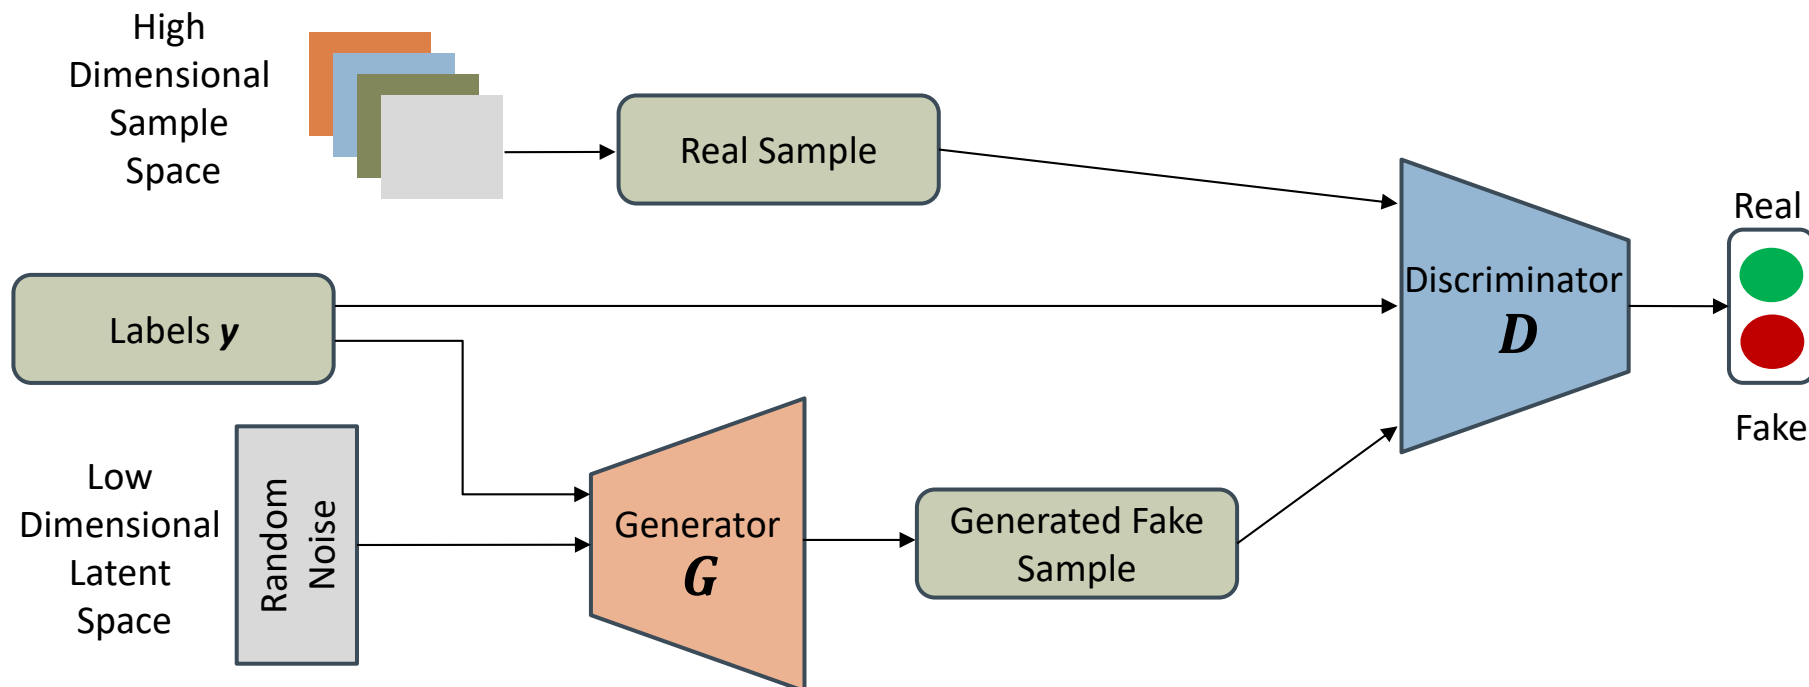 High
Dimensional
Sample
Space
Real Sample
Real
Discriminator
D
Labels y
Fake
Low
Dimensional
Latent
Space
Random
Noise
Generator
G
Generated Fake
Sample